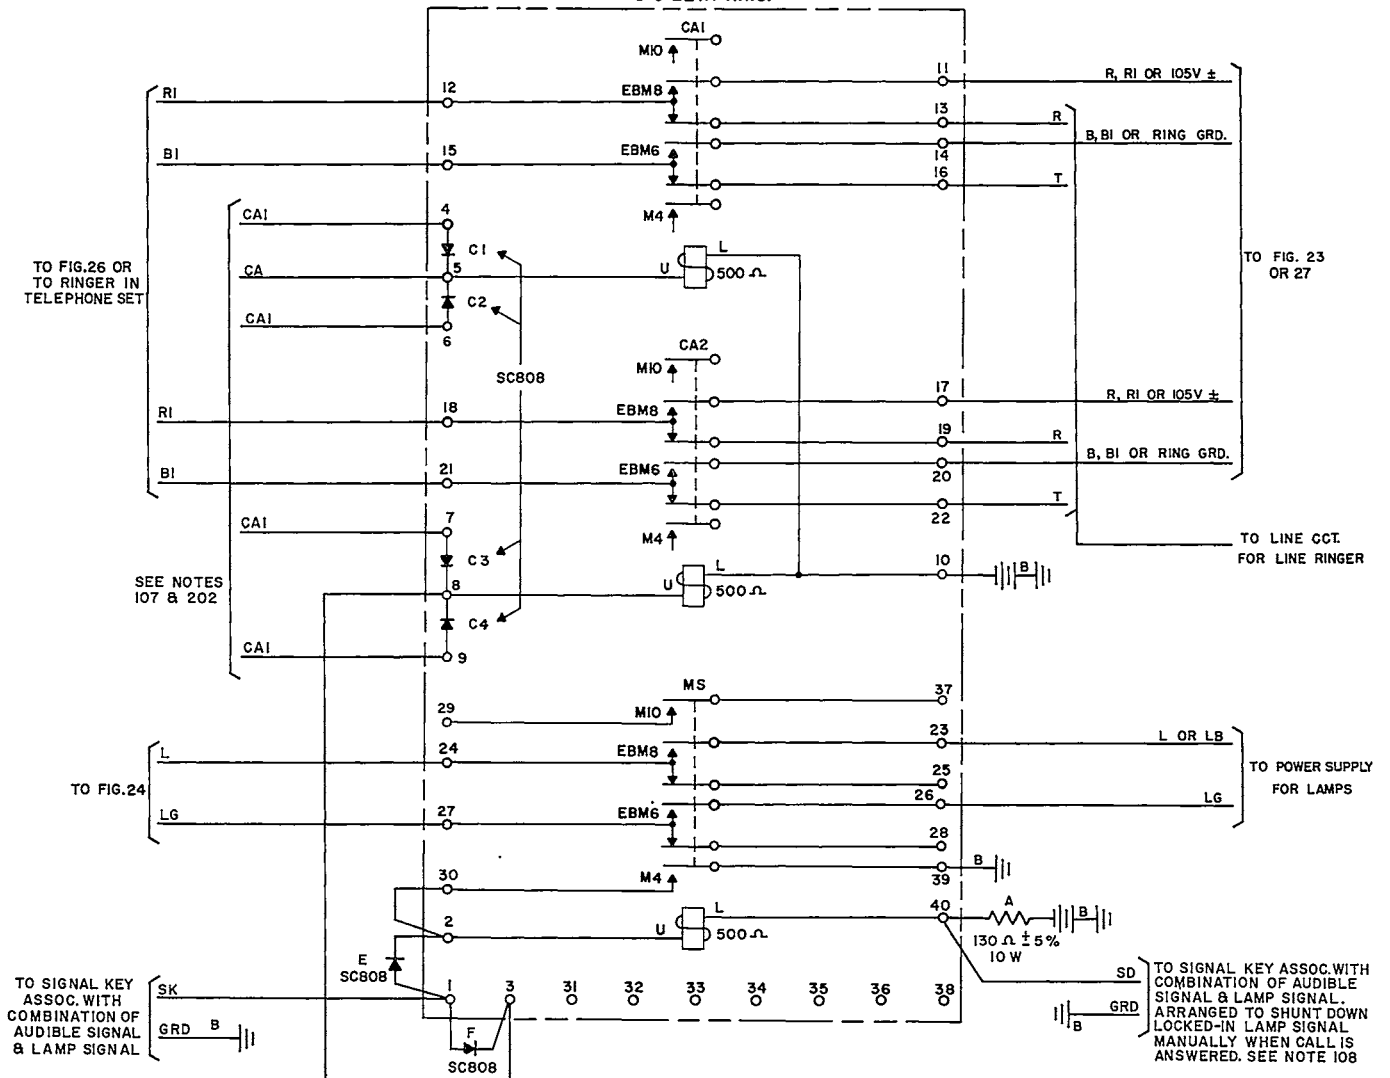 CA1
M10
11
R, R1 OR 105V ±
R1
12
EBM8
13
R
B1
15
EBM6
B, B1 OR RING GRD.
14
16
T
CA1
4
M4
C1
L
TO FIG.26 OR
TO RINGER IN
TELEPHONE SET
CA
5
U
500 Ω
TO FIG. 23
OR 27
C2
CA1
6
SC808
CA2
M10
17
R, R1 OR 105V ±
R1
18
EBM8
19
R
B1
21
EBM6
B, B1 OR RING GRD.
20
22
T
CA1
7
M4
C3
L
10
B
TO LINE CCT.
FOR LINE RINGER
SEE NOTES
107 & 202
8
U
500 Ω
C4
CA1
9
MS
37
29
M10
23
L OR LB
L
24
EBM8
25
TO POWER SUPPLY
FOR LAMPS
TO FIG.24
26
LG
LG
27
EBM6
28
30
M4
39
B
2
L
40
A
B
U
500 Ω
130 Ω ±5%
10 W
E
SC808
SD
TO SIGNAL KEY
ASSOC. WITH
COMBINATION OF
AUDIBLE SIGNAL
& LAMP SIGNAL
SK
GRD B
1
3
31
32
33
34
35
36
38
GRD
B
TO SIGNAL KEY ASSOC. WITH
COMBINATION OF AUDIBLE
SIGNAL & LAMP SIGNAL.
ARRANGED TO SHUNT DOWN
LOCKED-IN LAMP SIGNAL
MANUALLY WHEN CALL IS
ANSWERED. SEE NOTE 108
F
SC808